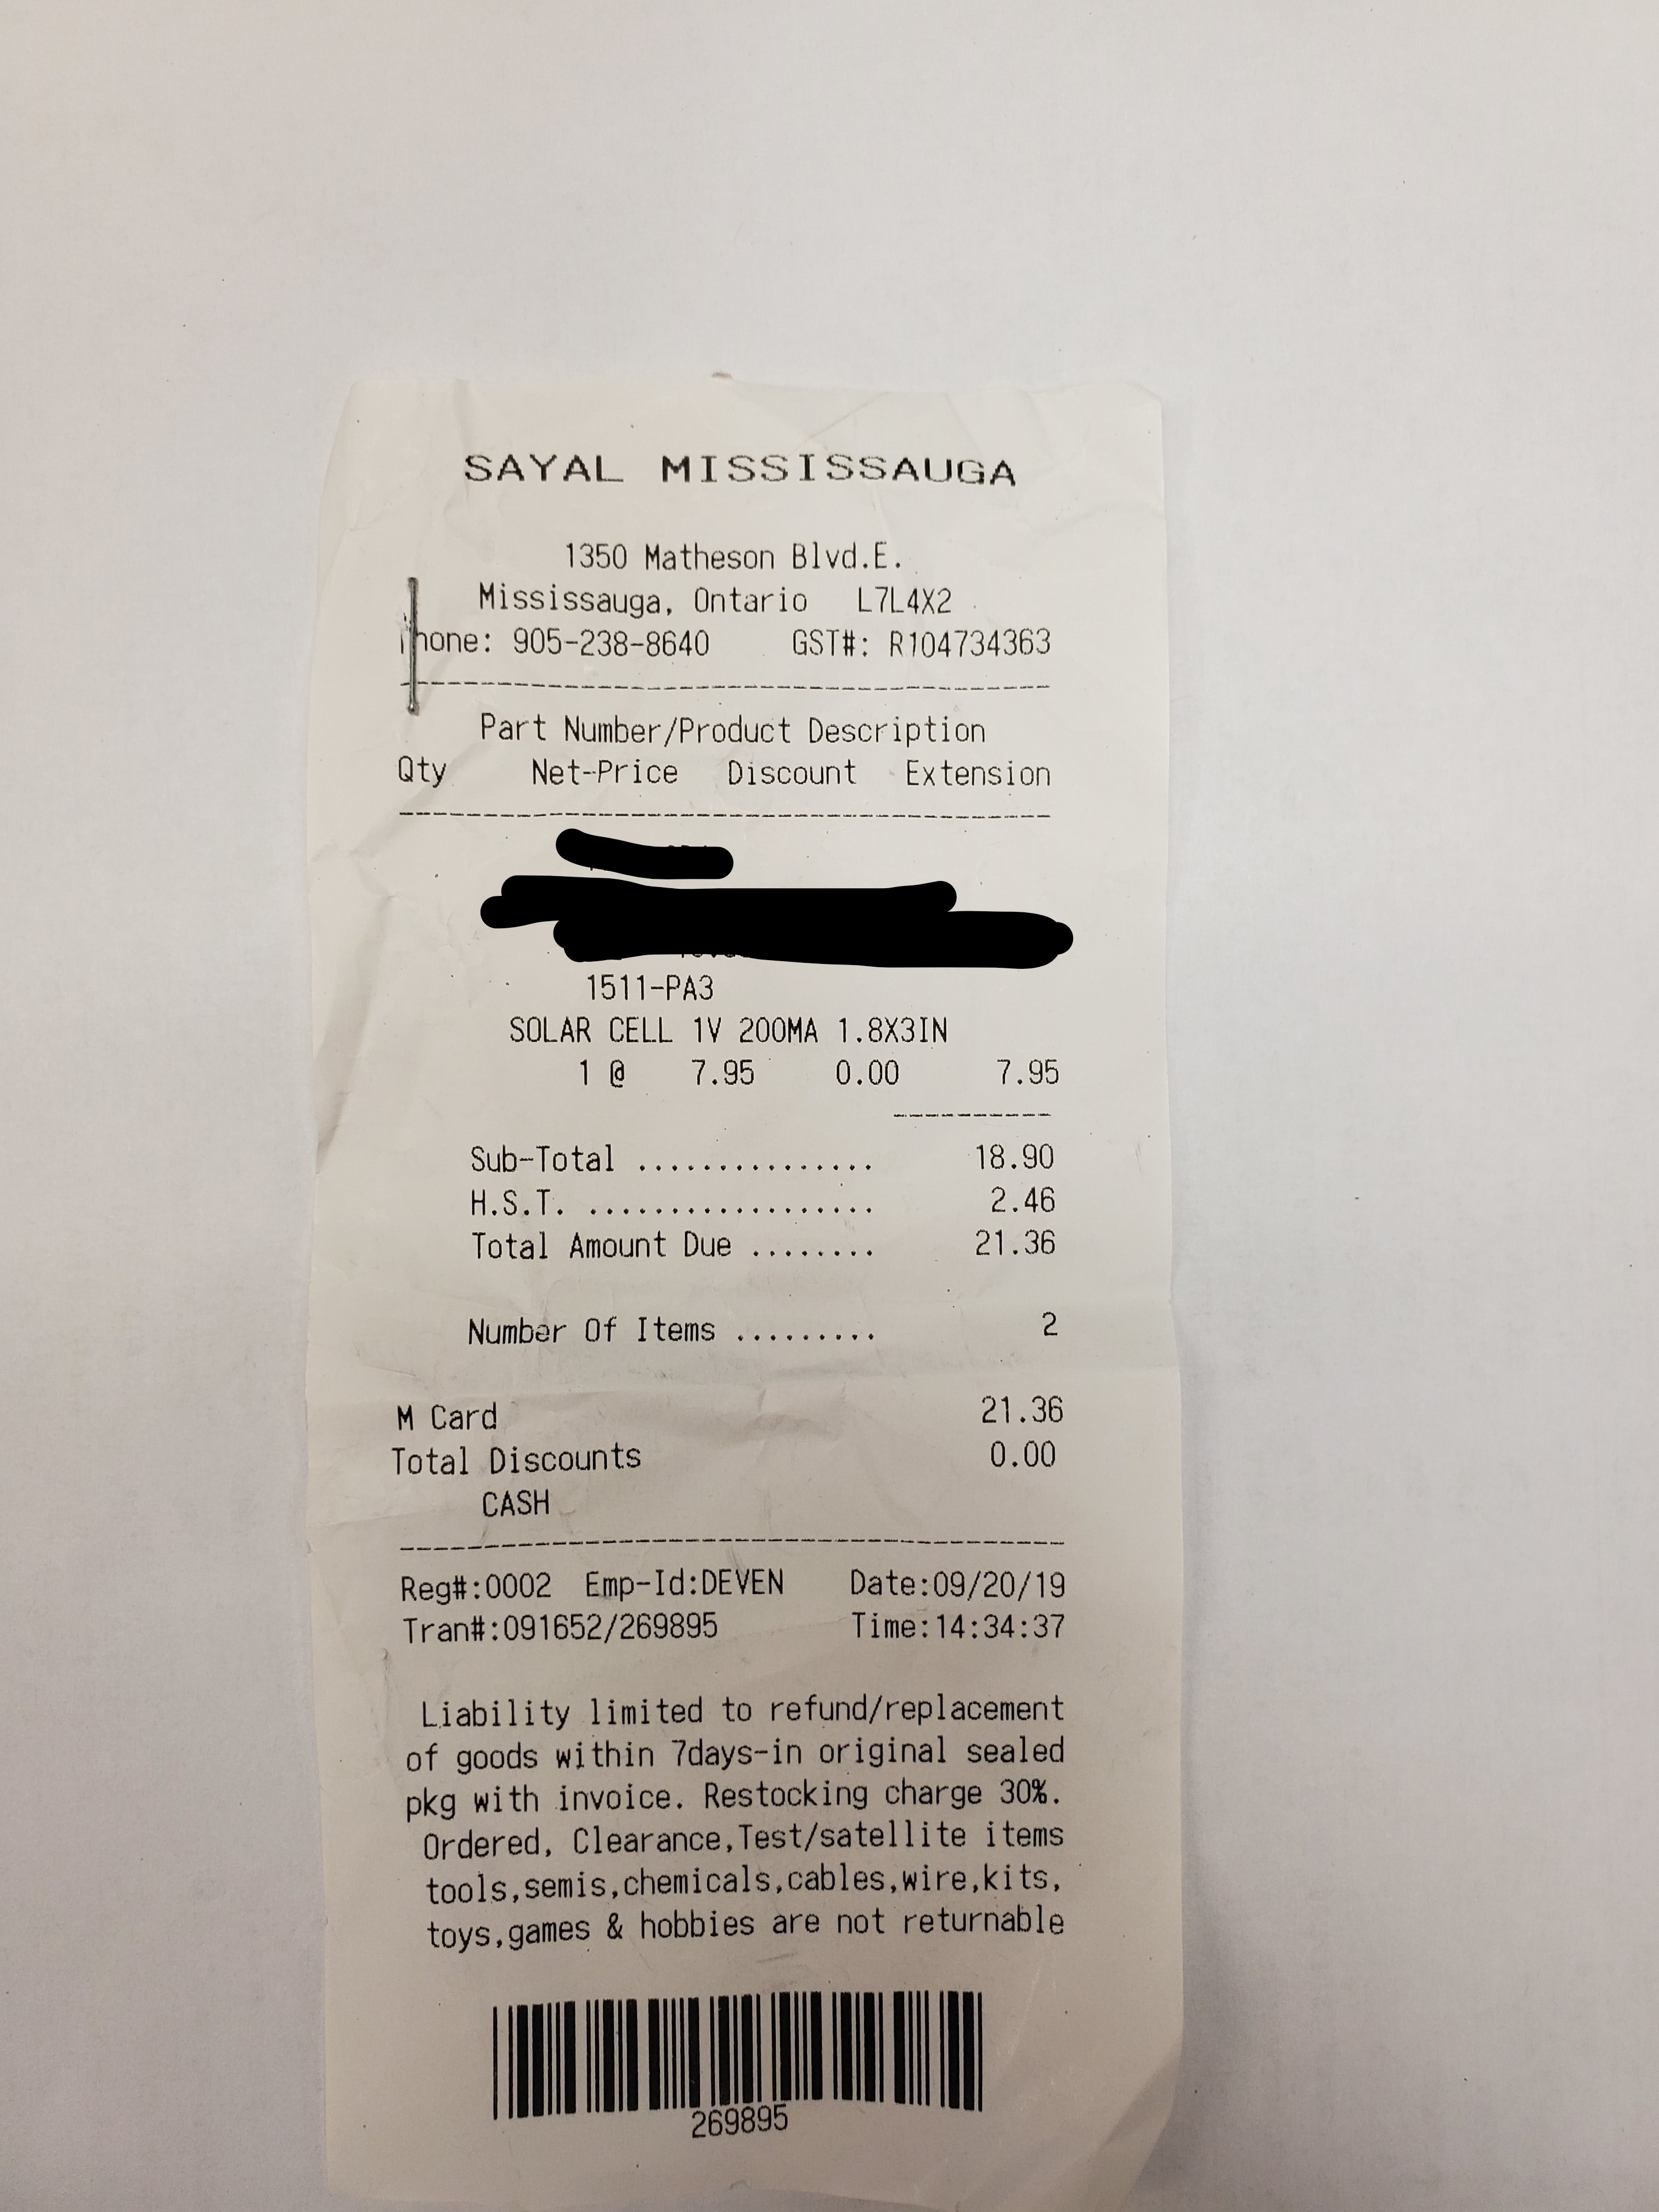 SAYAL MISSISSAUGA
1350 Matheson Blvd.E.
Mississauga, Ontario L7L4X2
Phone: 905-238-8640 GST#: R104734363
Part Number/Product Description
Qty Net-Price Discount Extension
1511-PA3
SOLAR CELL 1V 200MA 1.8X3IN
1 @ 7.95 0.00 7.95
Sub-Total ............... 18.90
H.S.T. .................. 2.46
Total Amount Due ........ 21.36
Number Of Items ......... 2
M Card 21.36
Total Discounts 0.00
CASH
Reg#:0002 Emp-Id:DEVEN Date:09/20/19
Tran#:091652/269895 Time:14:34:37
Liability limited to refund/replacement
of goods within 7days-in original sealed
pkg with invoice. Restocking charge 30%.
Ordered, Clearance,Test/satellite items
tools,semis,chemicals,cables,wire,kits,
toys,games & hobbies are not returnable
269895